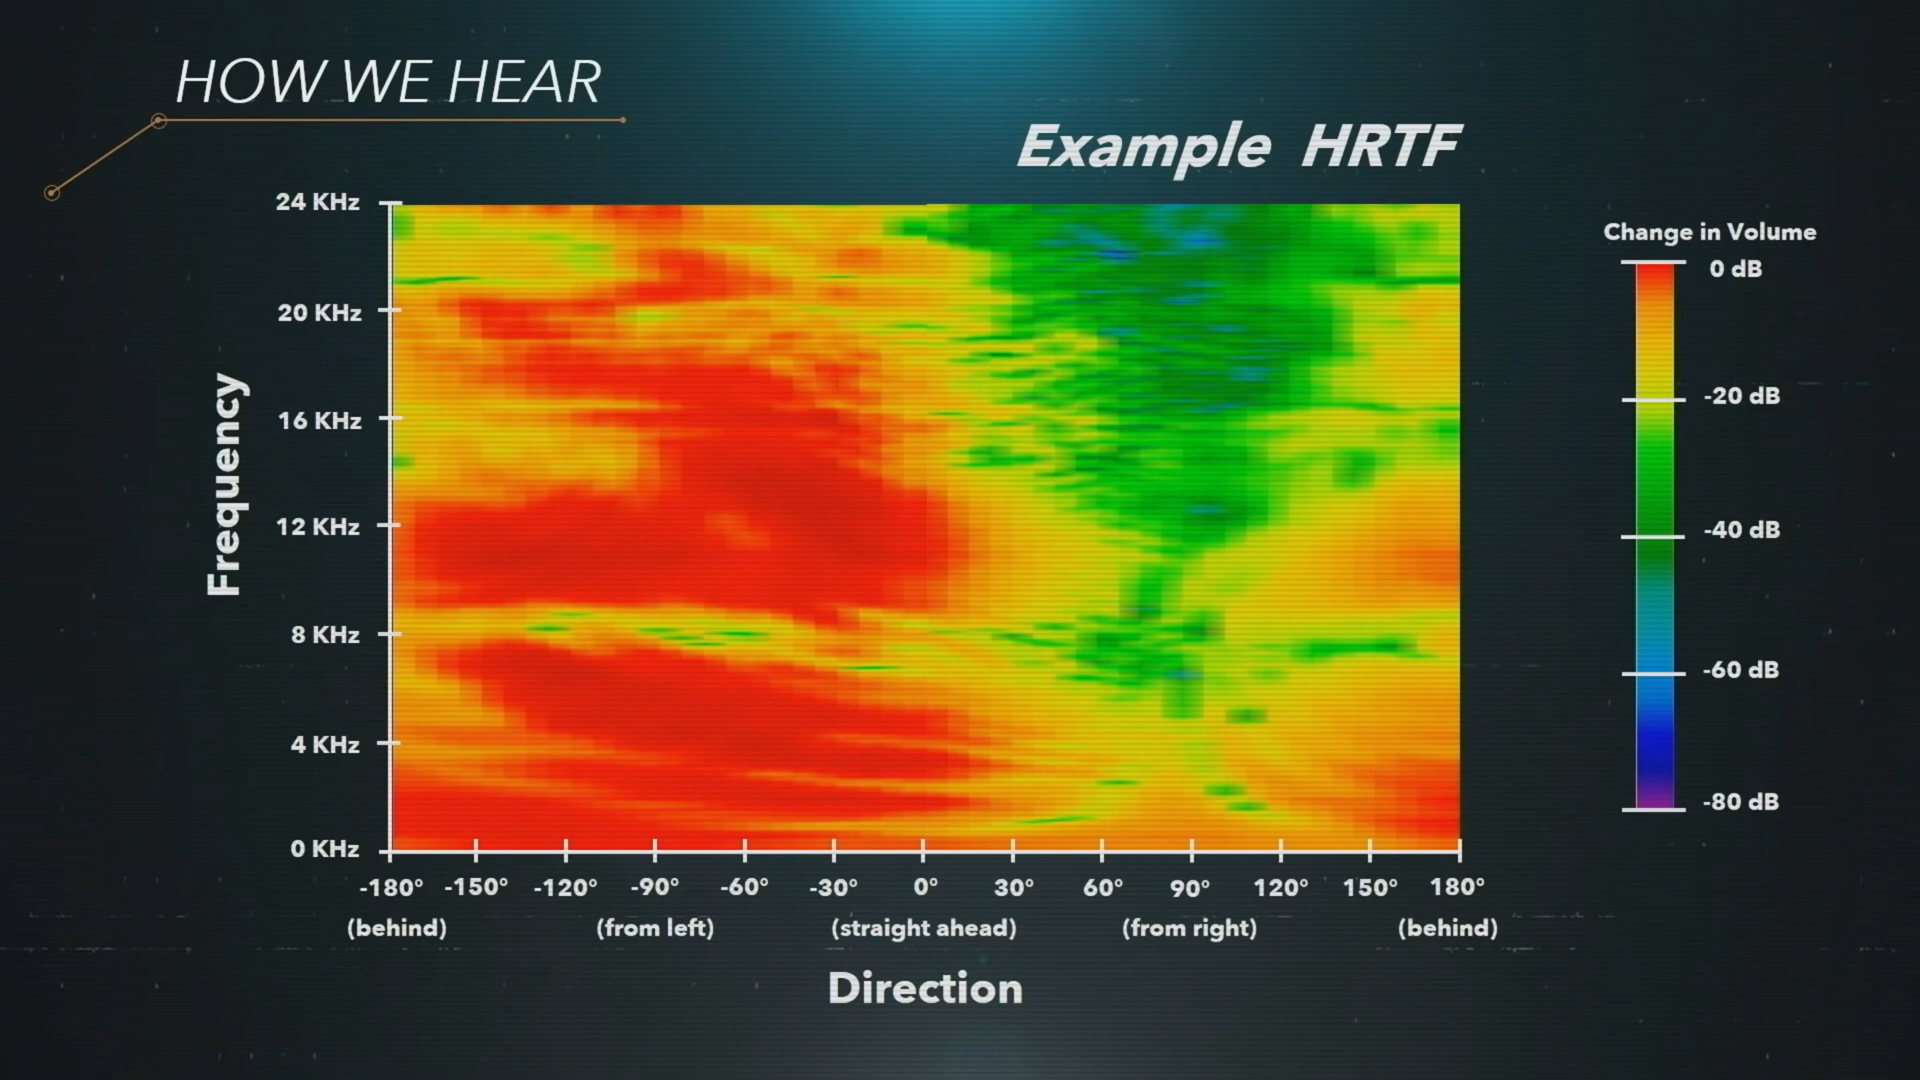 HOW WE HEAR
Example HRTF
24 KHz
20 KHz
16 KHz
12 KHz
8 KHz
4 KHz
0 KHz
Frequency
-180° -150° -120° -90° -60° -30° 0° 30° 60° 90° 120° 150° 180°
(behind) (from left) (straight ahead) (from right) (behind)
Direction
Change in Volume
0 dB
-20 dB
-40 dB
-60 dB
-80 dB